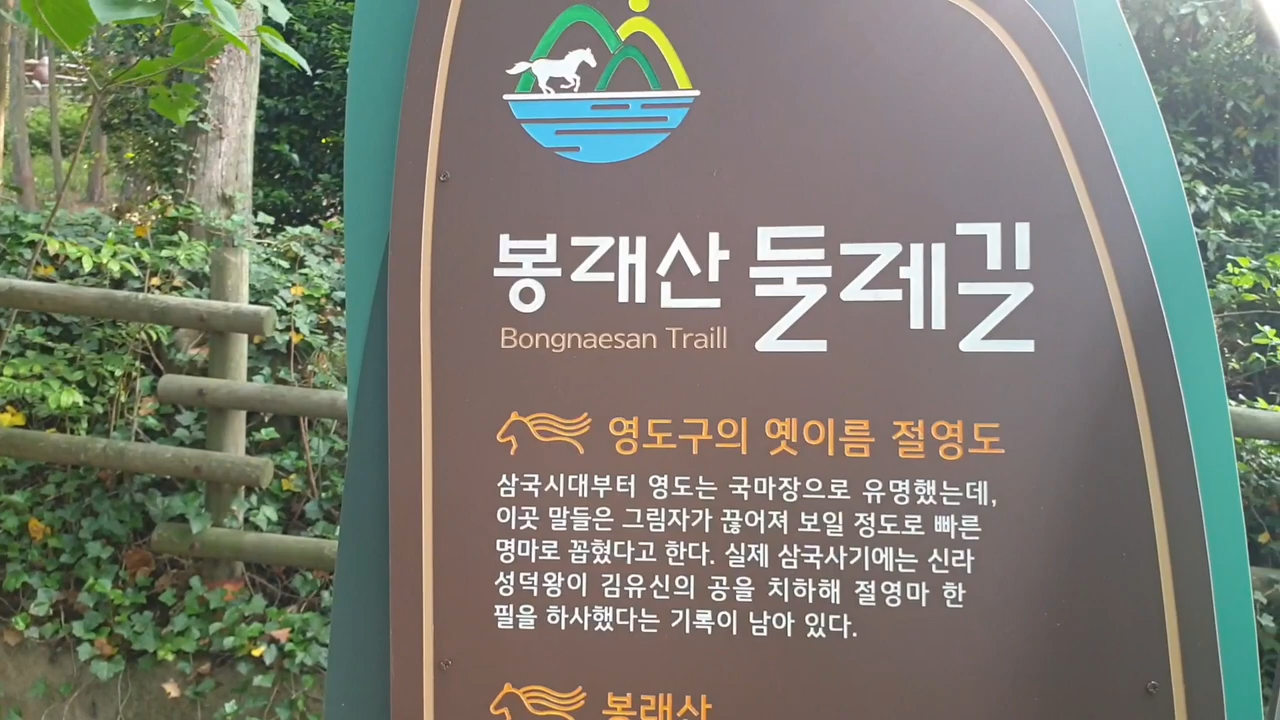 봉래산 둘레길
Bongnaesan Traill
영도구의 옛이름 절영도
삼국시대부터 영도는 국마장으로 유명했는데,
이곳 말들은 그림자가 끊어져 보일 정도로 빠른
명마로 꼽혔다고 한다. 실제 삼국사기에는 신라
성덕왕이 김유신의 공을 치하해 절영마 한
필을 하사했다는 기록이 남아 있다.
봉래산